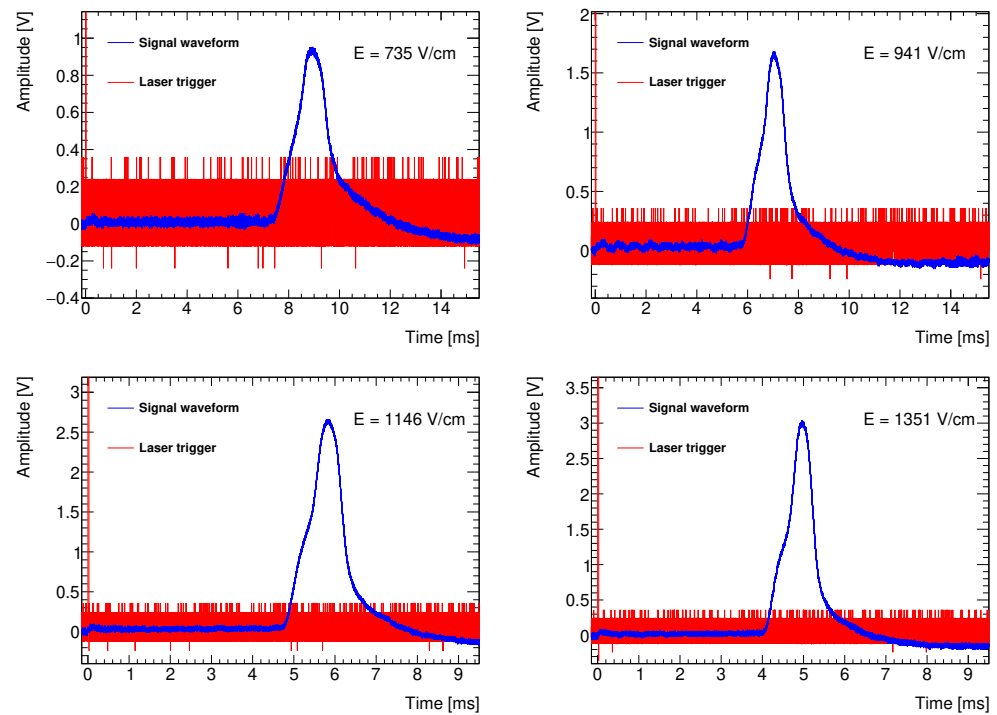 Amplitude [V]
1
0.8
0.6
0.4
0.2
0
−0.2
−0.4
Signal waveform
Laser trigger
E = 735 V/cm
0 2 4 6 8 10 12 14
Time [ms]
Amplitude [V]
2
1.5
1
0.5
0
Signal waveform
Laser trigger
E = 941 V/cm
0 2 4 6 8 10 12 14
Time [ms]
Amplitude [V]
3
2.5
2
1.5
1
0.5
0
Signal waveform
Laser trigger
E = 1146 V/cm
0 1 2 3 4 5 6 7 8 9
Time [ms]
Amplitude [V]
3.5
3
2.5
2
1.5
1
0.5
0
Signal waveform
Laser trigger
E = 1351 V/cm
0 1 2 3 4 5 6 7 8 9
Time [ms]